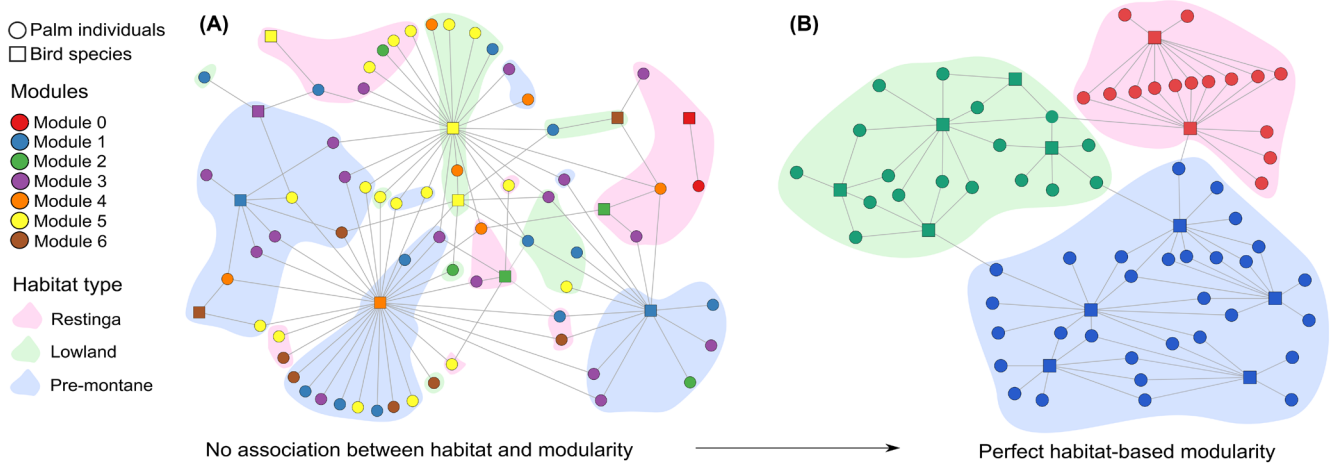 (A)
(B)
Palm individuals
Bird species
Modules
Module 0
Module 1
Module 2
Module 3
Module 4
Module 5
Module 6
Habitat type
Restinga
Lowland
Pre-montane
No association between habitat and modularity
Perfect habitat-based modularity